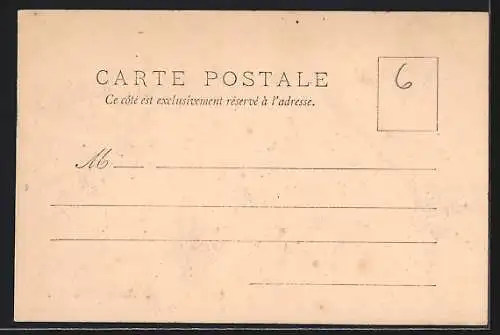 CARTE POSTALE
6
Ce côté est exclusivement réservé à l'adresse.
M